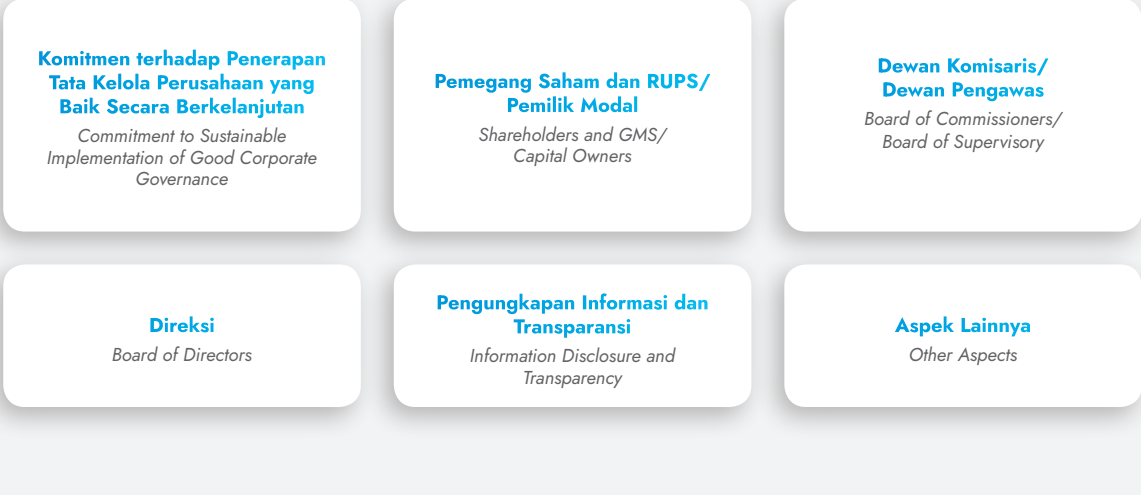 Komitmen terhadap Penerapan
Tata Kelola Perusahaan yang
Baik Secara Berkelanjutan
Commitment to Sustainable
Implementation of Good Corporate
Governance
Pemegang Saham dan RUPS/
Pemilik Modal
Shareholders and GMS/
Capital Owners
Dewan Komisaris/
Dewan Pengawas
Board of Commissioners/
Board of Supervisory
Direksi
Board of Directors
Pengungkapan Informasi dan
Transparansi
Information Disclosure and
Transparency
Aspek Lainnya
Other Aspects